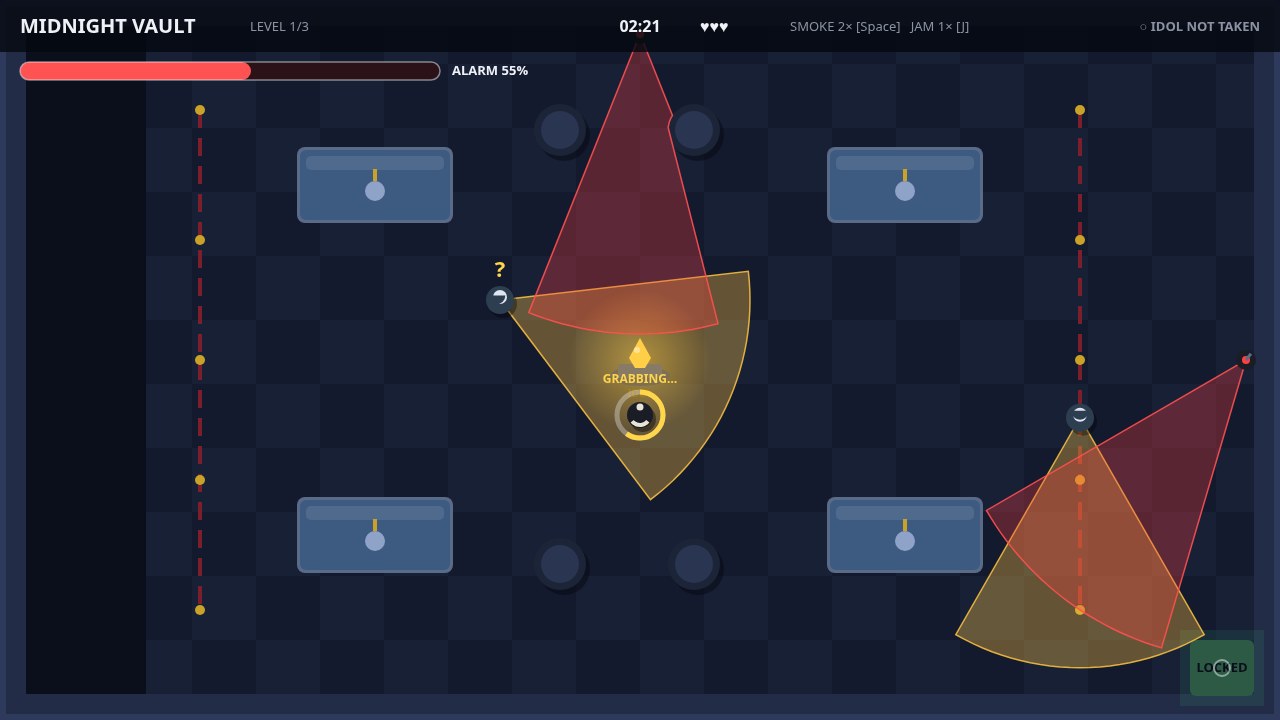 MIDNIGHT VAULT LEVEL 1/3 02:21 ♥♥♥ SMOKE 2× [Space] JAM 1× [J] ○ IDOL NOT TAKEN
ALARM 55%
?
GRABBING...
LOCKED